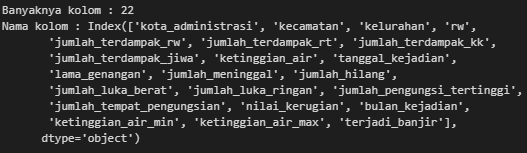 Banyaknya kolom : 22
Nama kolom : Index(['kota_administrasi', 'kecamatan', 'kelurahan', 'rw',
'jumlah_terdampak_rw', 'jumlah_terdampak_rt', 'jumlah_terdampak_kk',
'jumlah_terdampak_jiwa', 'ketinggian_air', 'tanggal_kejadian',
'lama_genangan', 'jumlah_meninggal', 'jumlah_hilang',
'jumlah_luka_berat', 'jumlah_luka_ringan', 'jumlah_pengungsi_tertinggi',
'jumlah_tempat_pengungsian', 'nilai_kerugian', 'bulan_kejadian',
'ketinggian_air_min', 'ketinggian_air_max', 'terjadi_banjir'],
dtype='object')